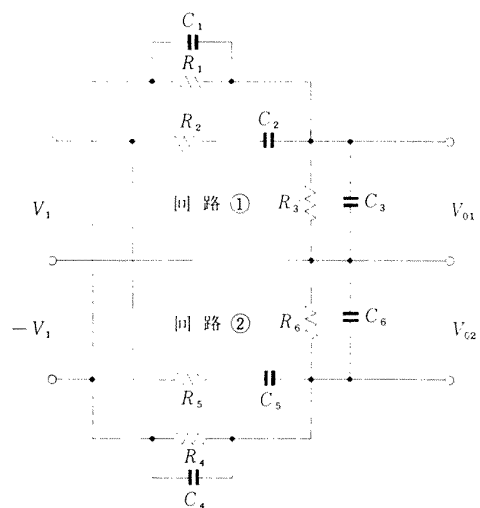 C₁
R₁
R₂ C₂
V₁ 回路① R₃ C₃ V₀₁
−V₁ 回路② R₆ C₆ V₀₂
R₅ C₅
R₄
C₄